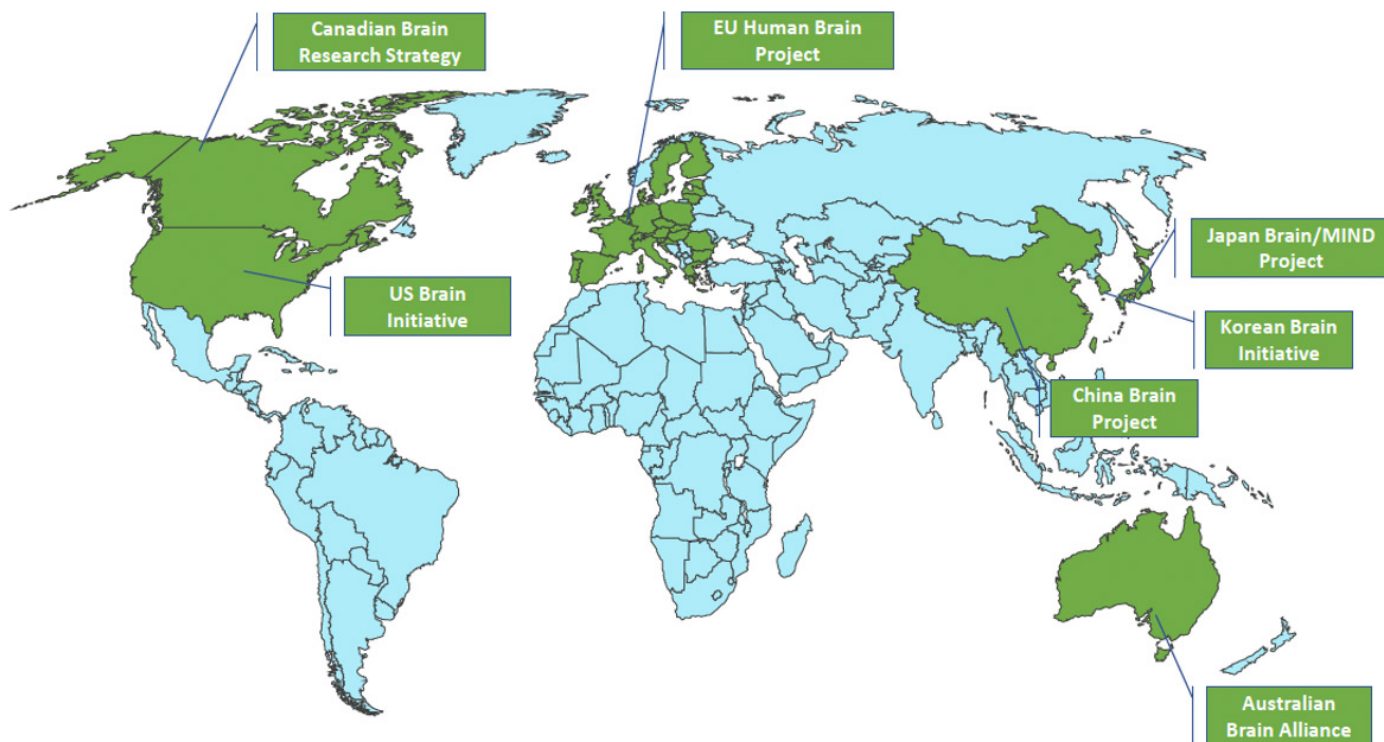 Canadian Brain
Research Strategy
EU Human Brain
Project
US Brain
Initiative
Japan Brain/MIND
Project
Korean Brain
Initiative
China Brain
Project
Australian
Brain Alliance